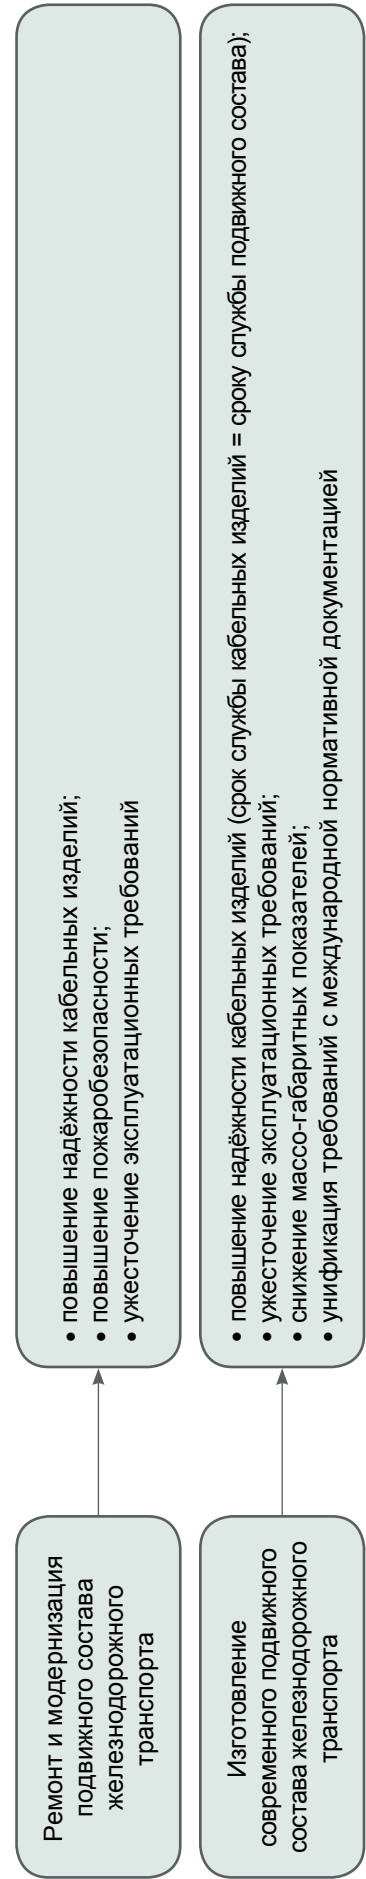 Ремонт и модернизация
подвижного состава
железнодорожного
транспорта
• повышение надёжности кабельных изделий;
• повышение пожаробезопасности;
• ужесточение эксплуатационных требований
Изготовление
современного подвижного
состава железнодорожного
транспорта
• повышение надёжности кабельных изделий (срок службы кабельных изделий = сроку службы подвижного состава);
• ужесточение эксплуатационных требований;
• снижение массо-габаритных показателей;
• унификация требований с международной нормативной документацией